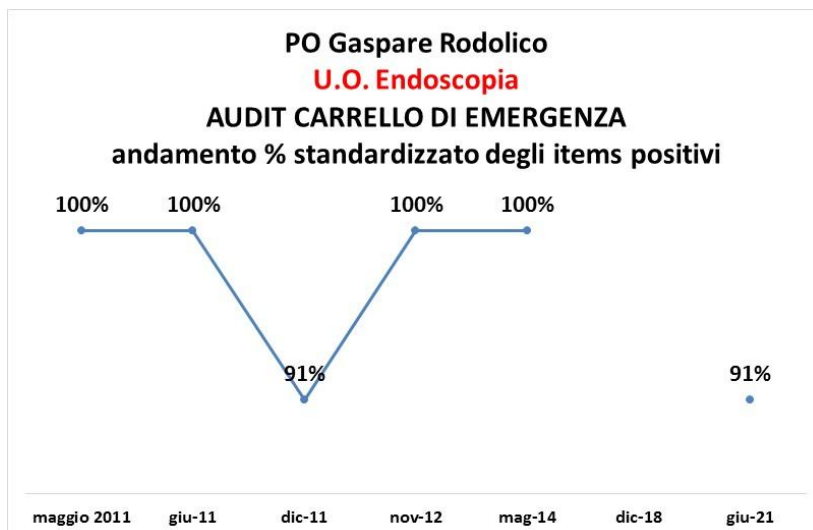 PO Gaspare Rodolico
U.O. Endoscopia
AUDIT CARRELLO DI EMERGENZA
andamento % standardizzato degli items positivi
100% 100% 100% 100%
91% 91%
maggio 2011 giu-11 dic-11 nov-12 mag-14 dic-18 giu-21